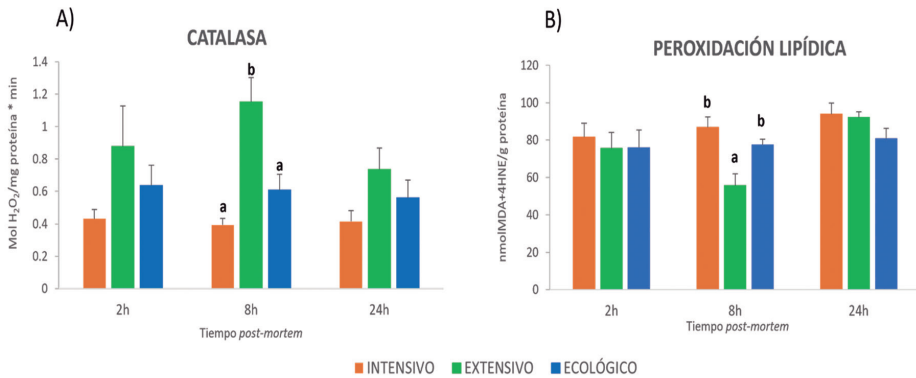 A)
CATALASA
Mol H₂O₂/mg proteína * min
1.4
1.2
1
0.8
0.6
0.4
0.2
0
b
a
a
2h
8h
24h
Tiempo post-mortem
B)
PEROXIDACIÓN LIPÍDICA
nmolMDA+4HNE/g proteína
120
100
80
60
40
20
0
b
b
a
2h
8h
24h
Tiempo post-mortem
INTENSIVO EXTENSIVO ECOLÓGICO